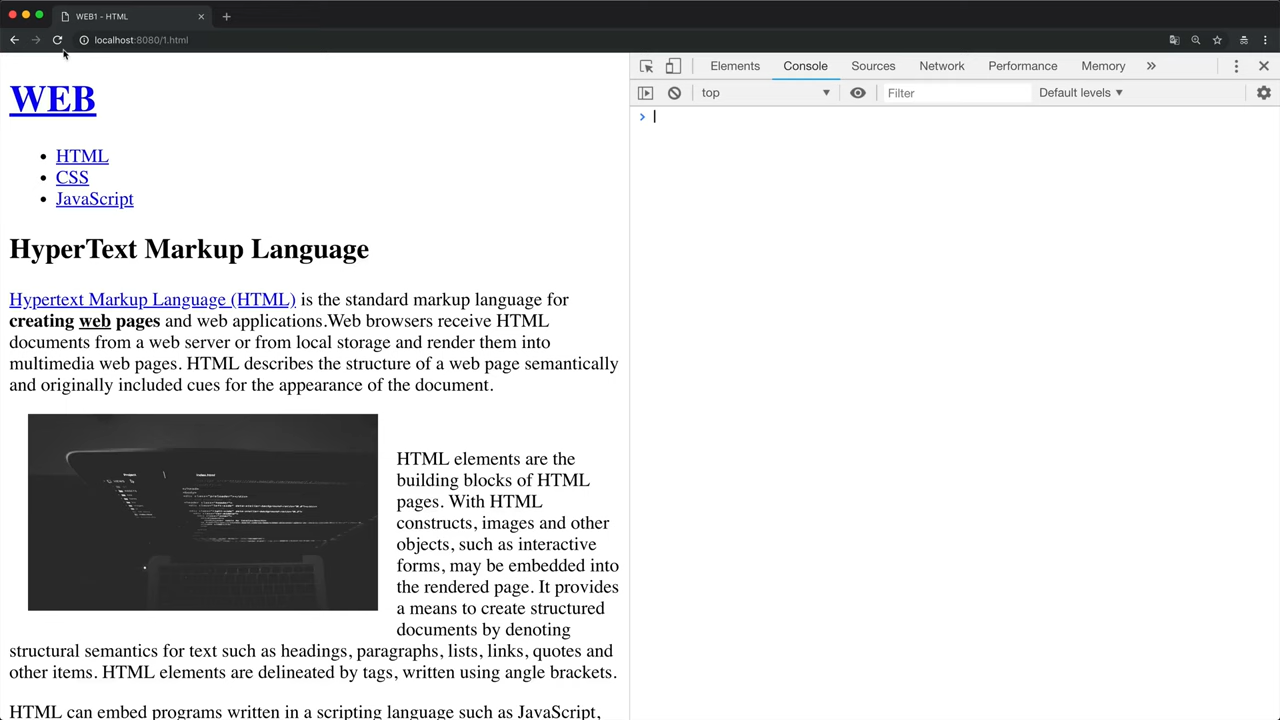 WEB1 - HTML
localhost:8080/1.html
WEB
HTML
CSS
JavaScript
HyperText Markup Language
Hypertext Markup Language (HTML) is the standard markup language for
creating web pages and web applications.Web browsers receive HTML
documents from a web server or from local storage and render them into
multimedia web pages. HTML describes the structure of a web page semantically
and originally included cues for the appearance of the document.
HTML elements are the
building blocks of HTML
pages. With HTML
constructs, images and other
objects, such as interactive
forms, may be embedded into
the rendered page. It provides
a means to create structured
documents by denoting
structural semantics for text such as headings, paragraphs, lists, links, quotes and
other items. HTML elements are delineated by tags, written using angle brackets.
HTML can embed programs written in a scripting language such as JavaScript,
Elements Console Sources Network Performance Memory
top Filter Default levels